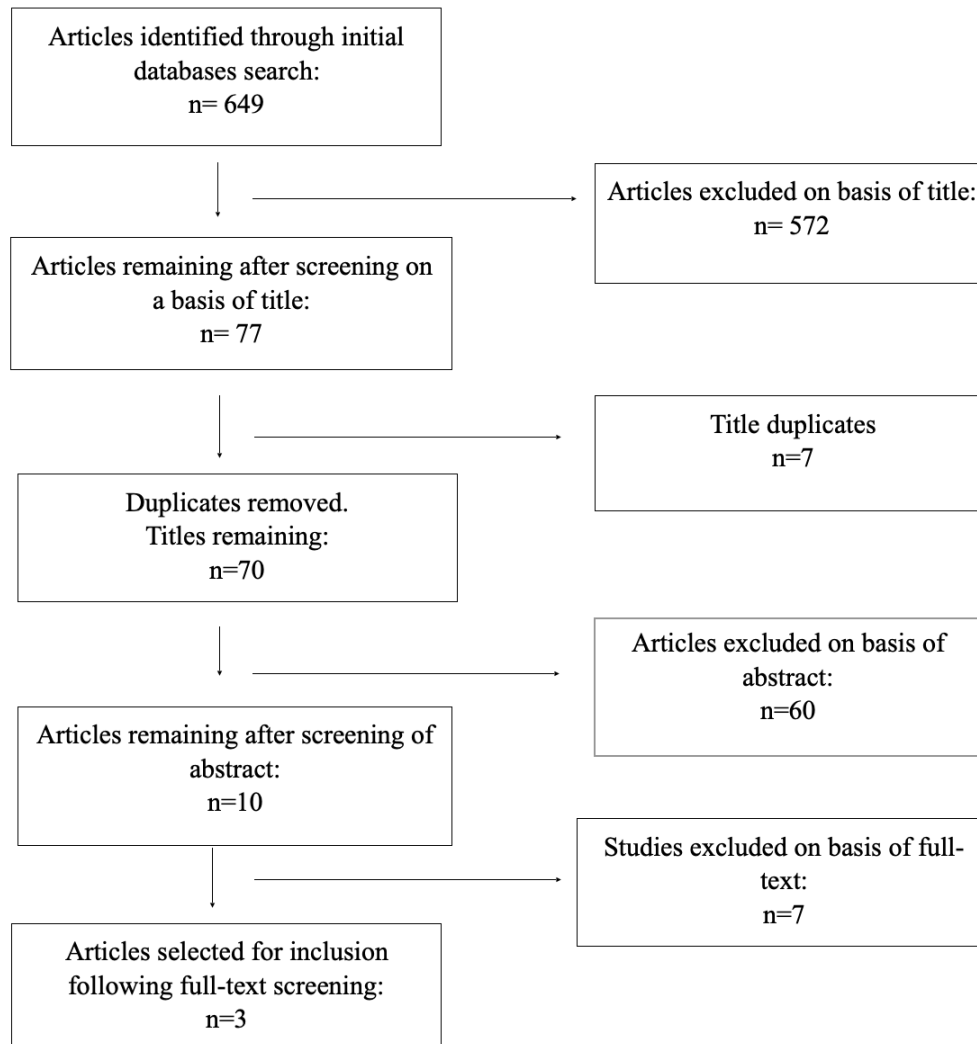 Articles identified through initial
databases search:
n= 649
Articles excluded on basis of title:
n= 572
Articles remaining after screening on
a basis of title:
n= 77
Title duplicates
n=7
Duplicates removed.
Titles remaining:
n=70
Articles excluded on basis of
abstract:
n=60
Articles remaining after screening of
abstract:
n=10
Studies excluded on basis of full-
text:
n=7
Articles selected for inclusion
following full-text screening:
n=3